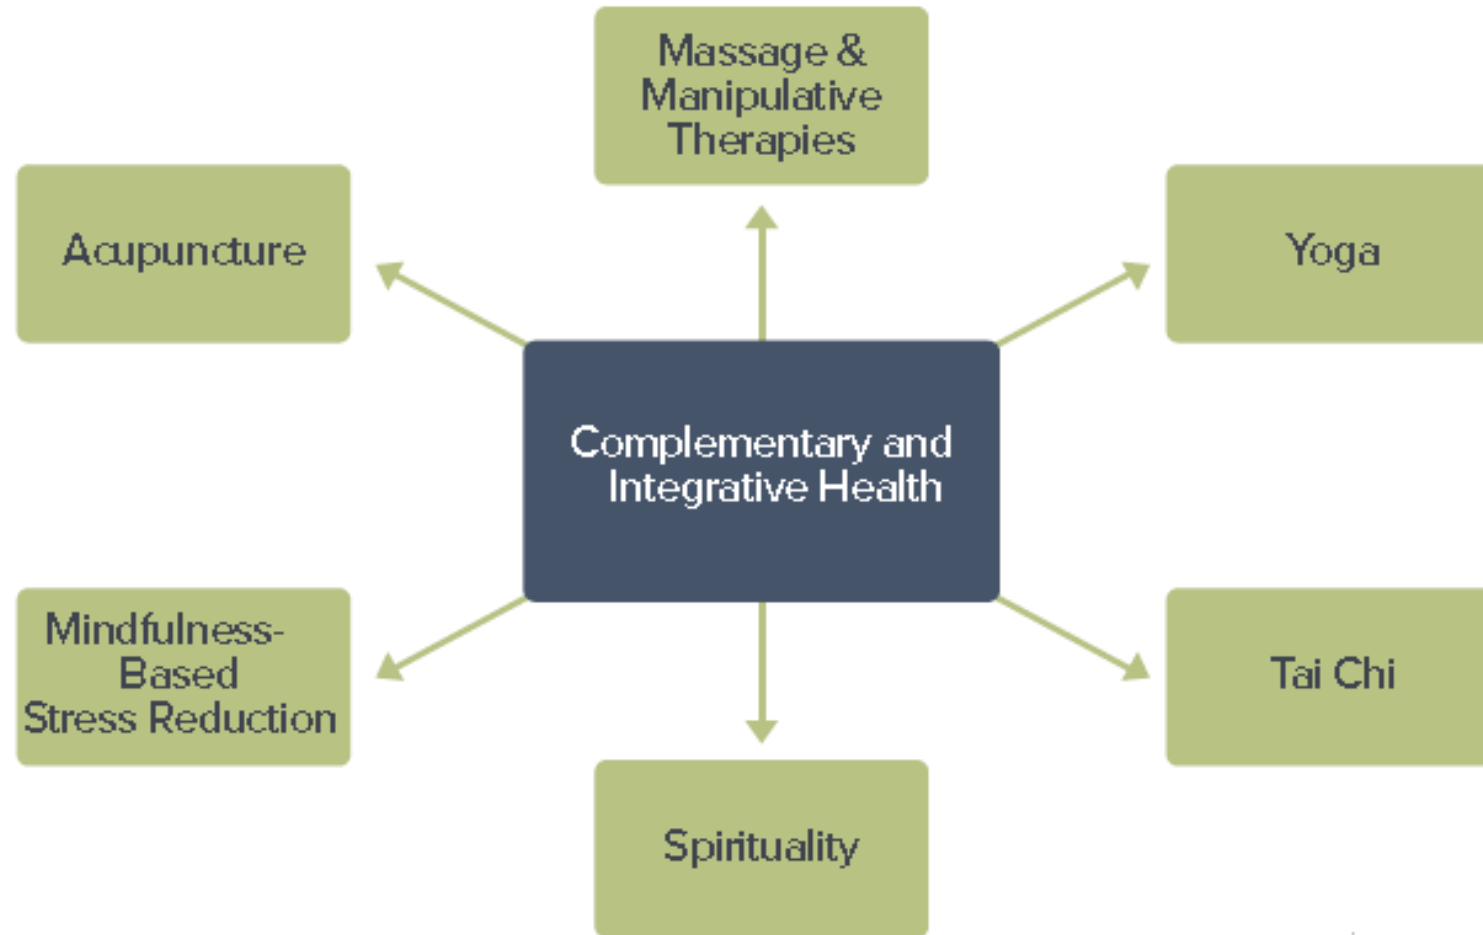 Massage &
Manipulative
Therapies
Acupuncture
Yoga
Complementary and
Integrative Health
Mindfulness-
Based
Stress Reduction
Tai Chi
Spirituality